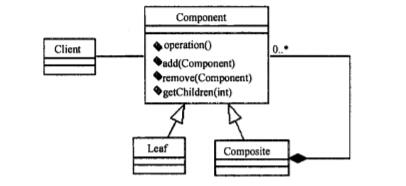 Component
Client
operation()
0..*
add(Component)
remove(Component)
getChildren(int)
Leaf
Composite